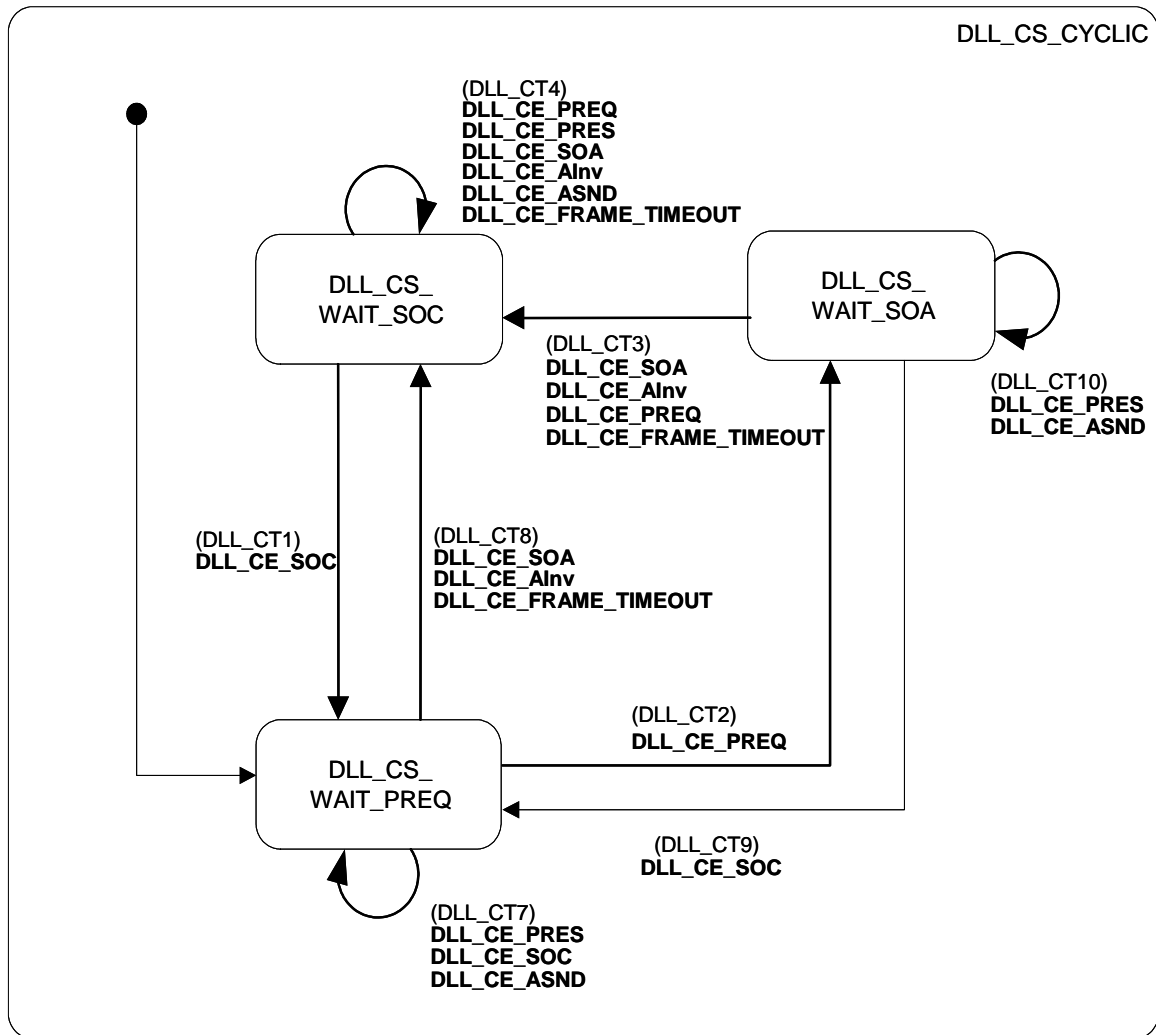 DLL_CS_CYCLIC
(DLL_CT4)
DLL_CE_PREQ
DLL_CE_PRES
DLL_CE_SOA
DLL_CE_AInv
DLL_CE_ASND
DLL_CE_FRAME_TIMEOUT
DLL_CS_
WAIT_SOC
DLL_CS_
WAIT_SOA
(DLL_CT3)
DLL_CE_SOA
DLL_CE_AInv
DLL_CE_PREQ
DLL_CE_FRAME_TIMEOUT
(DLL_CT10)
DLL_CE_PRES
DLL_CE_ASND
(DLL_CT1)
DLL_CE_SOC
(DLL_CT8)
DLL_CE_SOA
DLL_CE_AInv
DLL_CE_FRAME_TIMEOUT
(DLL_CT2)
DLL_CE_PREQ
DLL_CS_
WAIT_PREQ
(DLL_CT9)
DLL_CE_SOC
(DLL_CT7)
DLL_CE_PRES
DLL_CE_SOC
DLL_CE_ASND